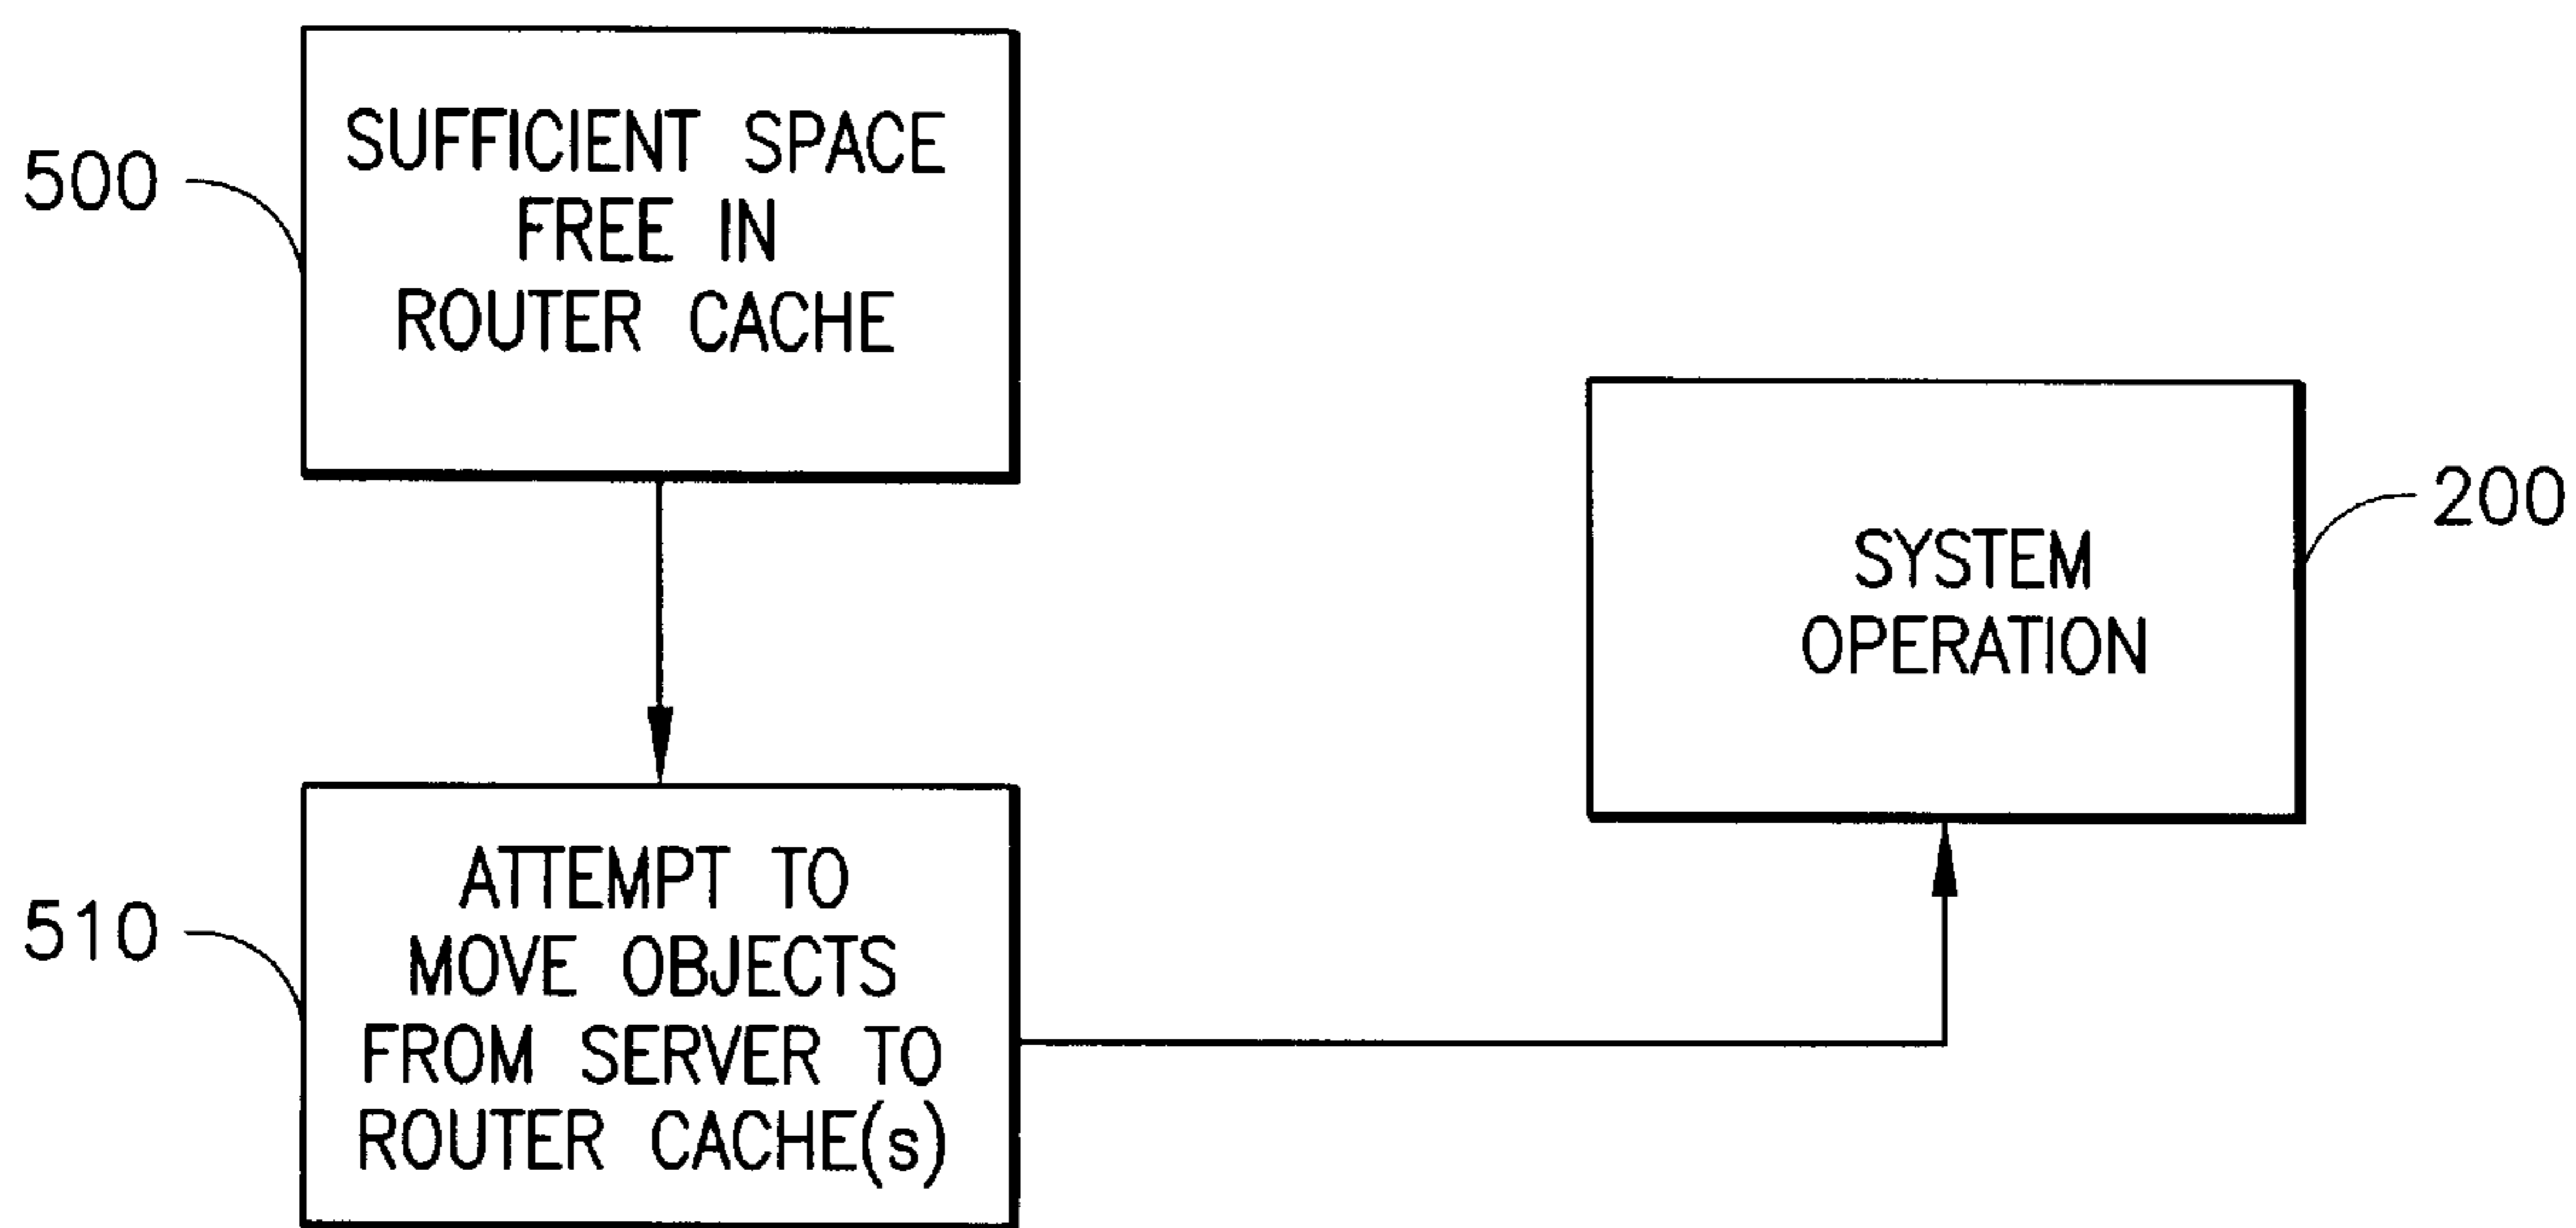 500
SUFFICIENT SPACE
FREE IN
ROUTER CACHE
200
SYSTEM
OPERATION
510
ATTEMPT TO
MOVE OBJECTS
FROM SERVER TO
ROUTER CACHE(s)